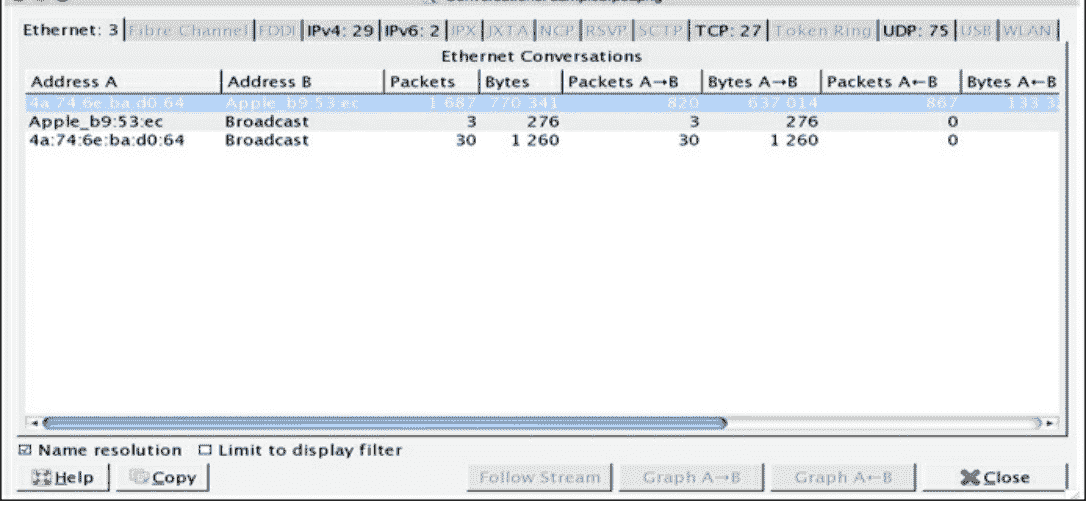 Ethernet: 3 Fibre Channel FDDI IPv4: 29 IPv6: 2 IPX JXTA NCP RSVP SCTP TCP: 27 Token Ring UDP: 75 USB WLAN
Ethernet Conversations
Address A Address B Packets Bytes Packets A→B Bytes A→B Packets A←B Bytes A←B
4a:74:6e:ba:d0:64 Apple_b9:53:ec 1 687 770 341 820 637 014 867 133 3
Apple_b9:53:ec Broadcast 3 276 3 276 0
4a:74:6e:ba:d0:64 Broadcast 30 1 260 30 1 260 0
Name resolution Limit to display filter
Help Copy Follow Stream Graph A→B Graph A←B Close